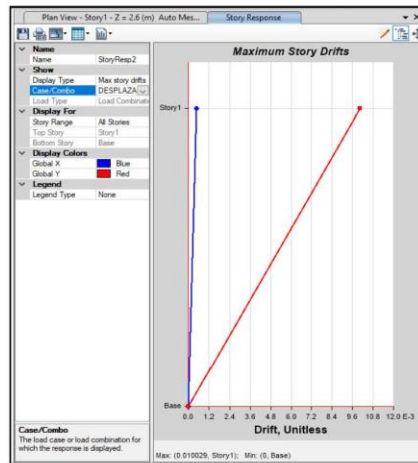 Plan View - Story1 - Z = 2.6 (m) Auto Mes...
Story Response
Name
Name StoryResp2
Show
Display Type Max story drifts
Case/Combo DESPLAZA
Load Type Load Combinati
Display For
Story Range All Stories
Top Story Story1
Bottom Story Base
Display Colors
Global X Blue
Global Y Red
Legend
Legend Type None
Case/Combo
The load case or load combination for
which the response is displayed.
Maximum Story Drifts
Story1
Base
0.0 1.2 2.4 3.6 4.8 6.0 7.2 8.4 9.6 10.8 12.0 E-3
Drift, Unitless
Max: (0.010029, Story1); Min: (0, Base)